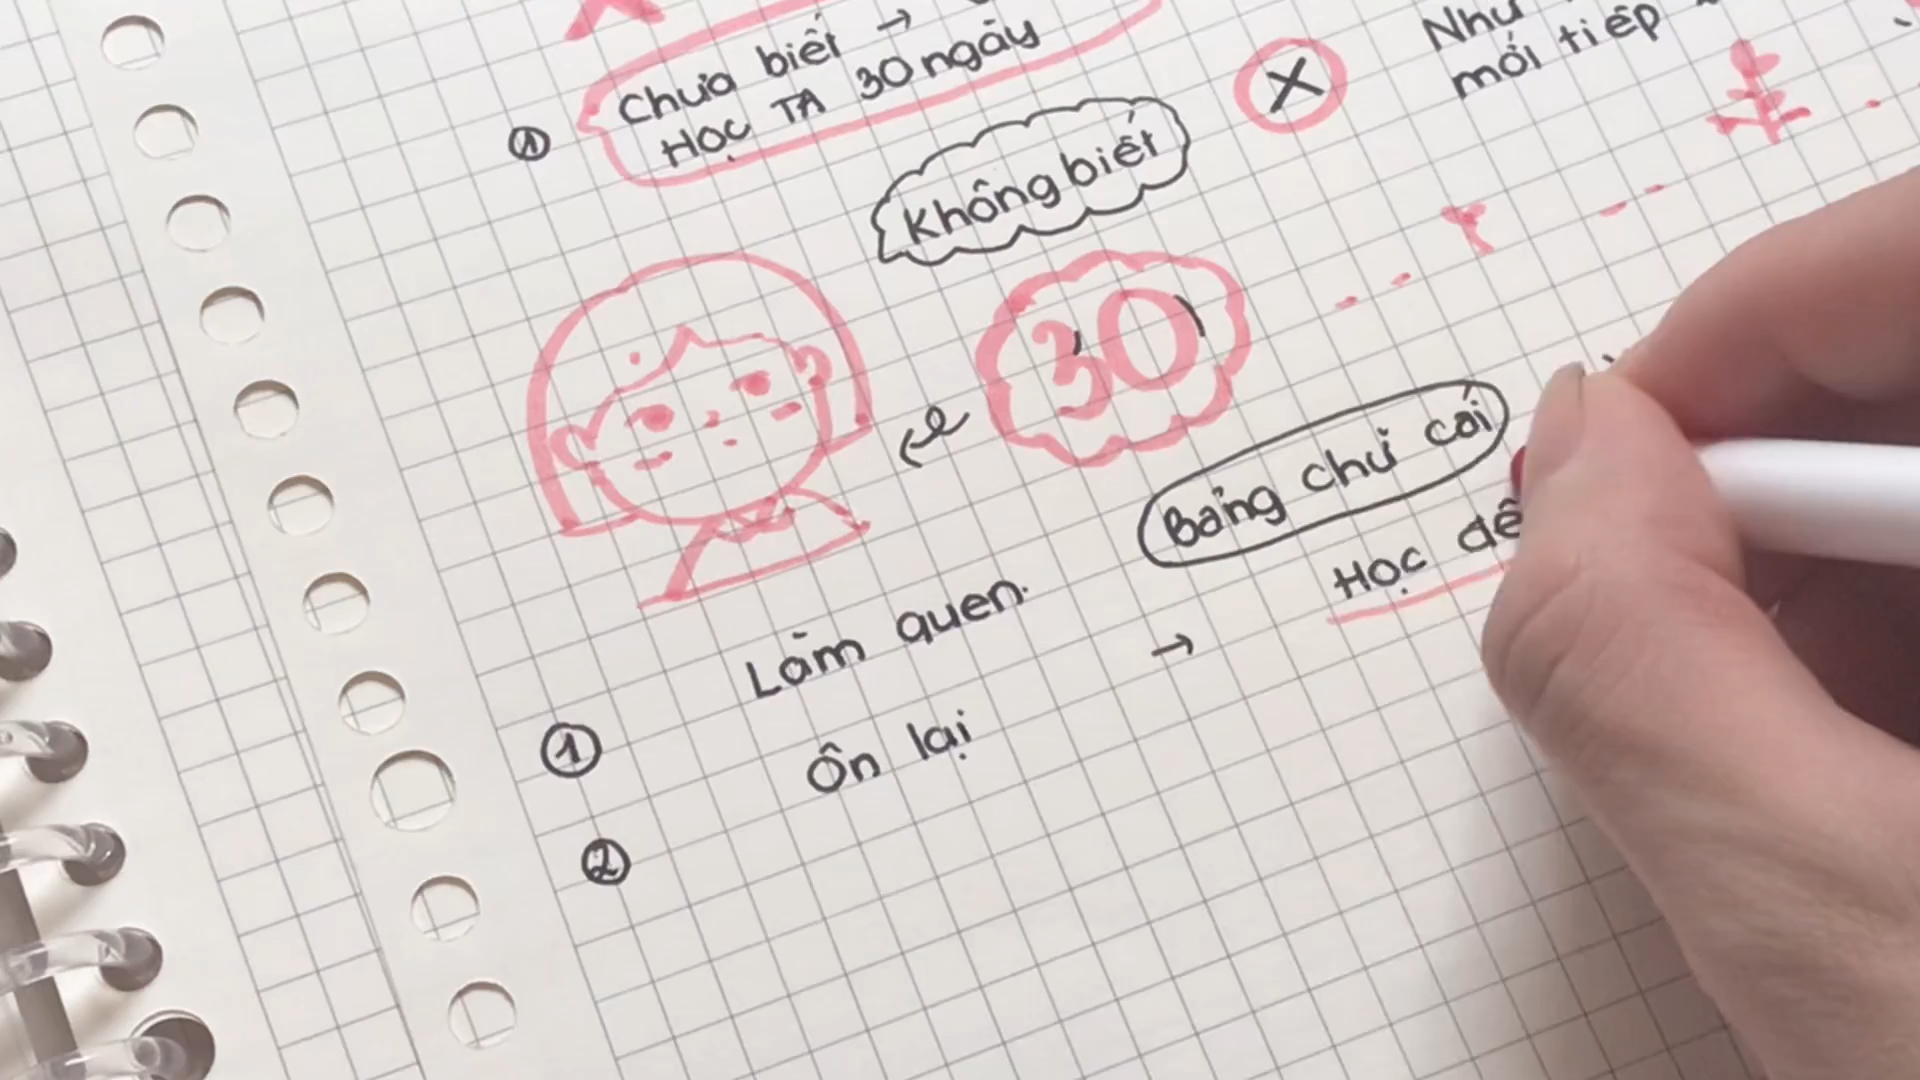 Chưa biết →
Học TA 30 ngày
①
Không biết
X
Như
mới tiếp
30
Bảng chữ cái
Học
Làm quen
→
① Ôn lại
②